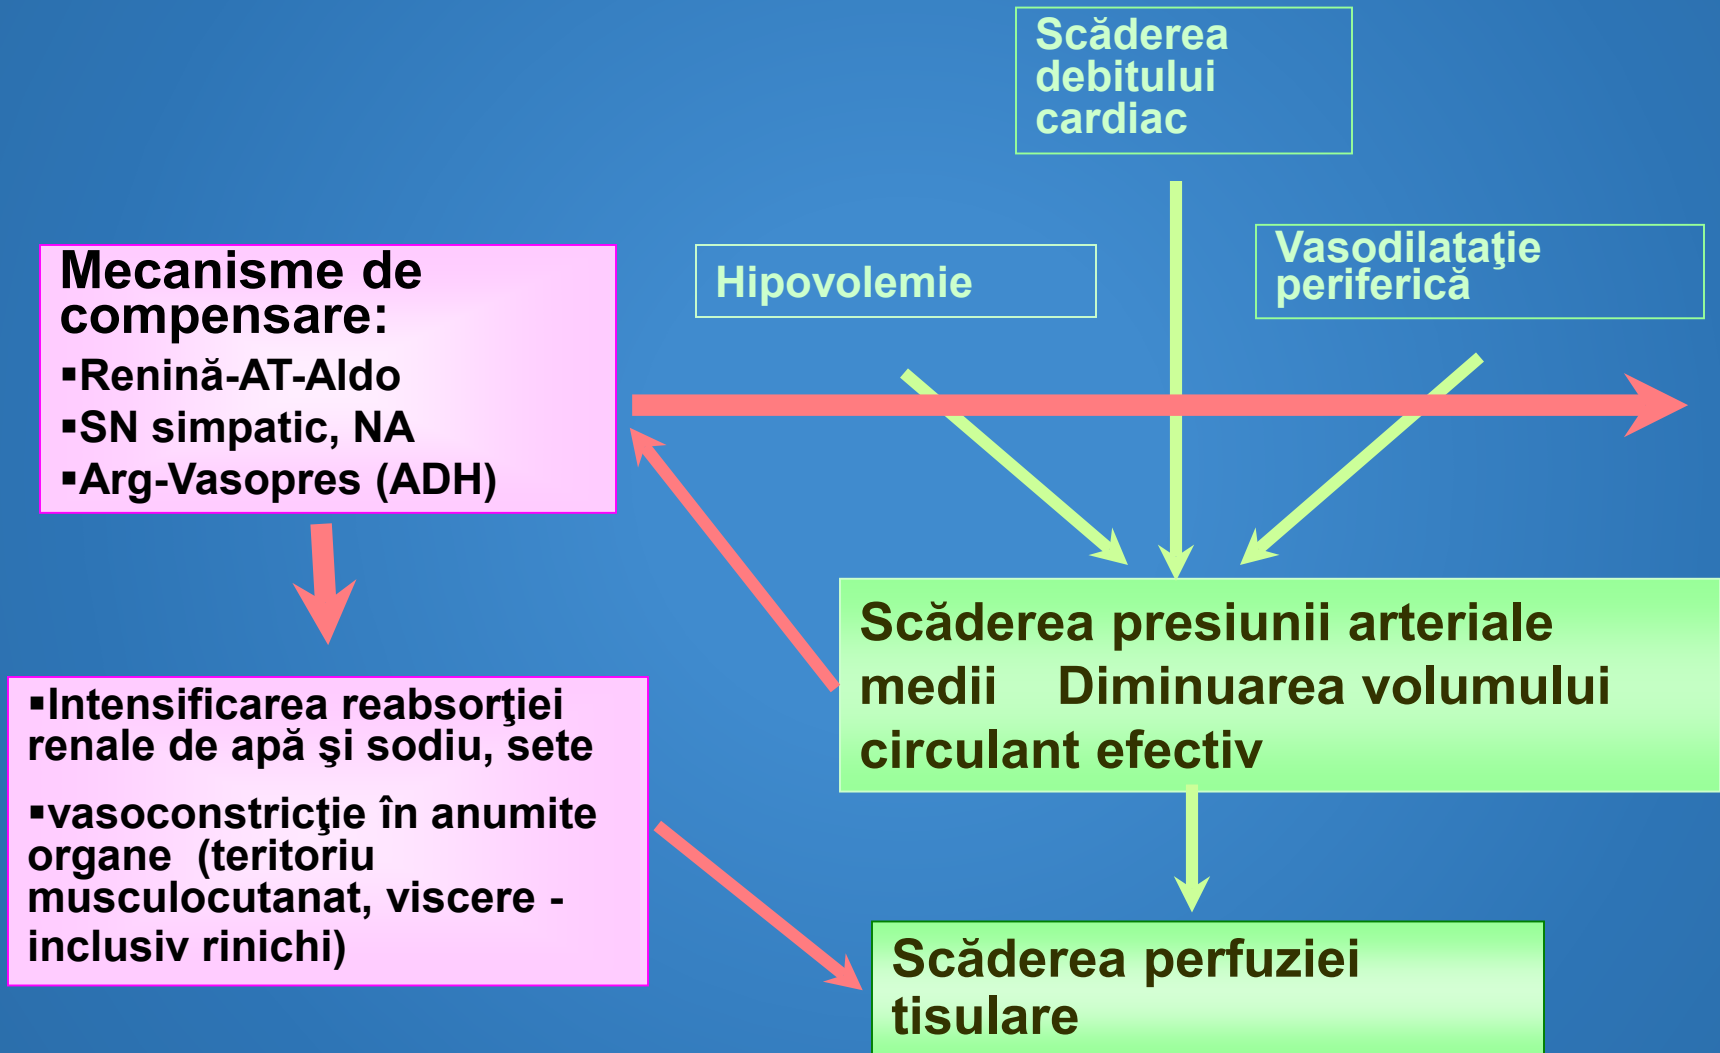 Scăderea
debitului
cardiac
Hipovolemie
Vasodilataţie
periferică
Mecanisme de
compensare:
▪Renină-AT-Aldo
▪SN simpatic, NA
▪Arg-Vasopres (ADH)
Scăderea presiunii arteriale
medii Diminuarea volumului
circulant efectiv
▪Intensificarea reabsorţiei
renale de apă şi sodiu, sete
▪vasoconstricţie în anumite
organe (teritoriu
musculocutanat, viscere -
inclusiv rinichi)
Scăderea perfuziei
tisulare